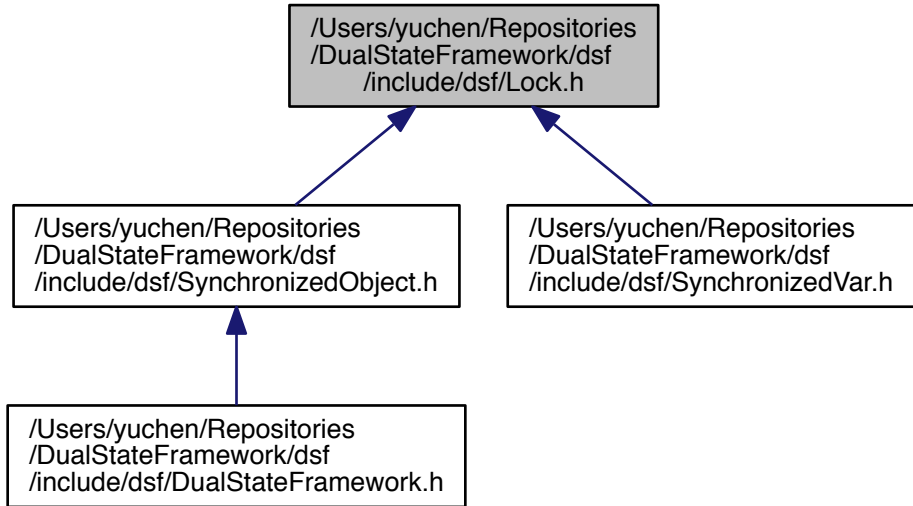 /Users/yuchen/Repositories
/DualStateFramework/dsf
/include/dsf/Lock.h
/Users/yuchen/Repositories
/DualStateFramework/dsf
/include/dsf/SynchronizedObject.h
/Users/yuchen/Repositories
/DualStateFramework/dsf
/include/dsf/SynchronizedVar.h
/Users/yuchen/Repositories
/DualStateFramework/dsf
/include/dsf/DualStateFramework.h